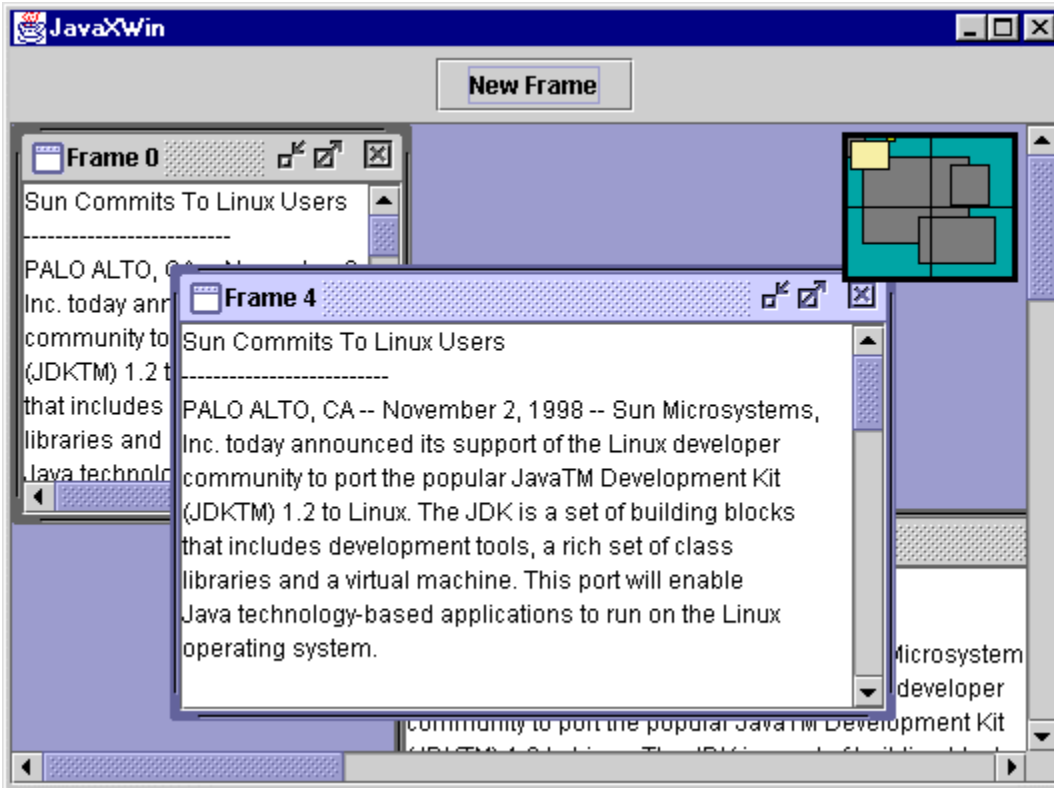 JavaXWin
New Frame
Frame 0
Sun Commits To Linux Users
--------------------------
PALO ALTO,
Inc. today ann
community to
(JDKTM) 1.2 t
that includes
libraries and
Java technolo
Frame 4
Sun Commits To Linux Users
--------------------------
PALO ALTO, CA -- November 2, 1998 -- Sun Microsystems,
Inc. today announced its support of the Linux developer
community to port the popular JavaTM Development Kit
(JDKTM) 1.2 to Linux. The JDK is a set of building blocks
that includes development tools, a rich set of class
libraries and a virtual machine. This port will enable
Java technology-based applications to run on the Linux
operating system.
Microsystem
developer
community to port the popular JavaTM Development Kit